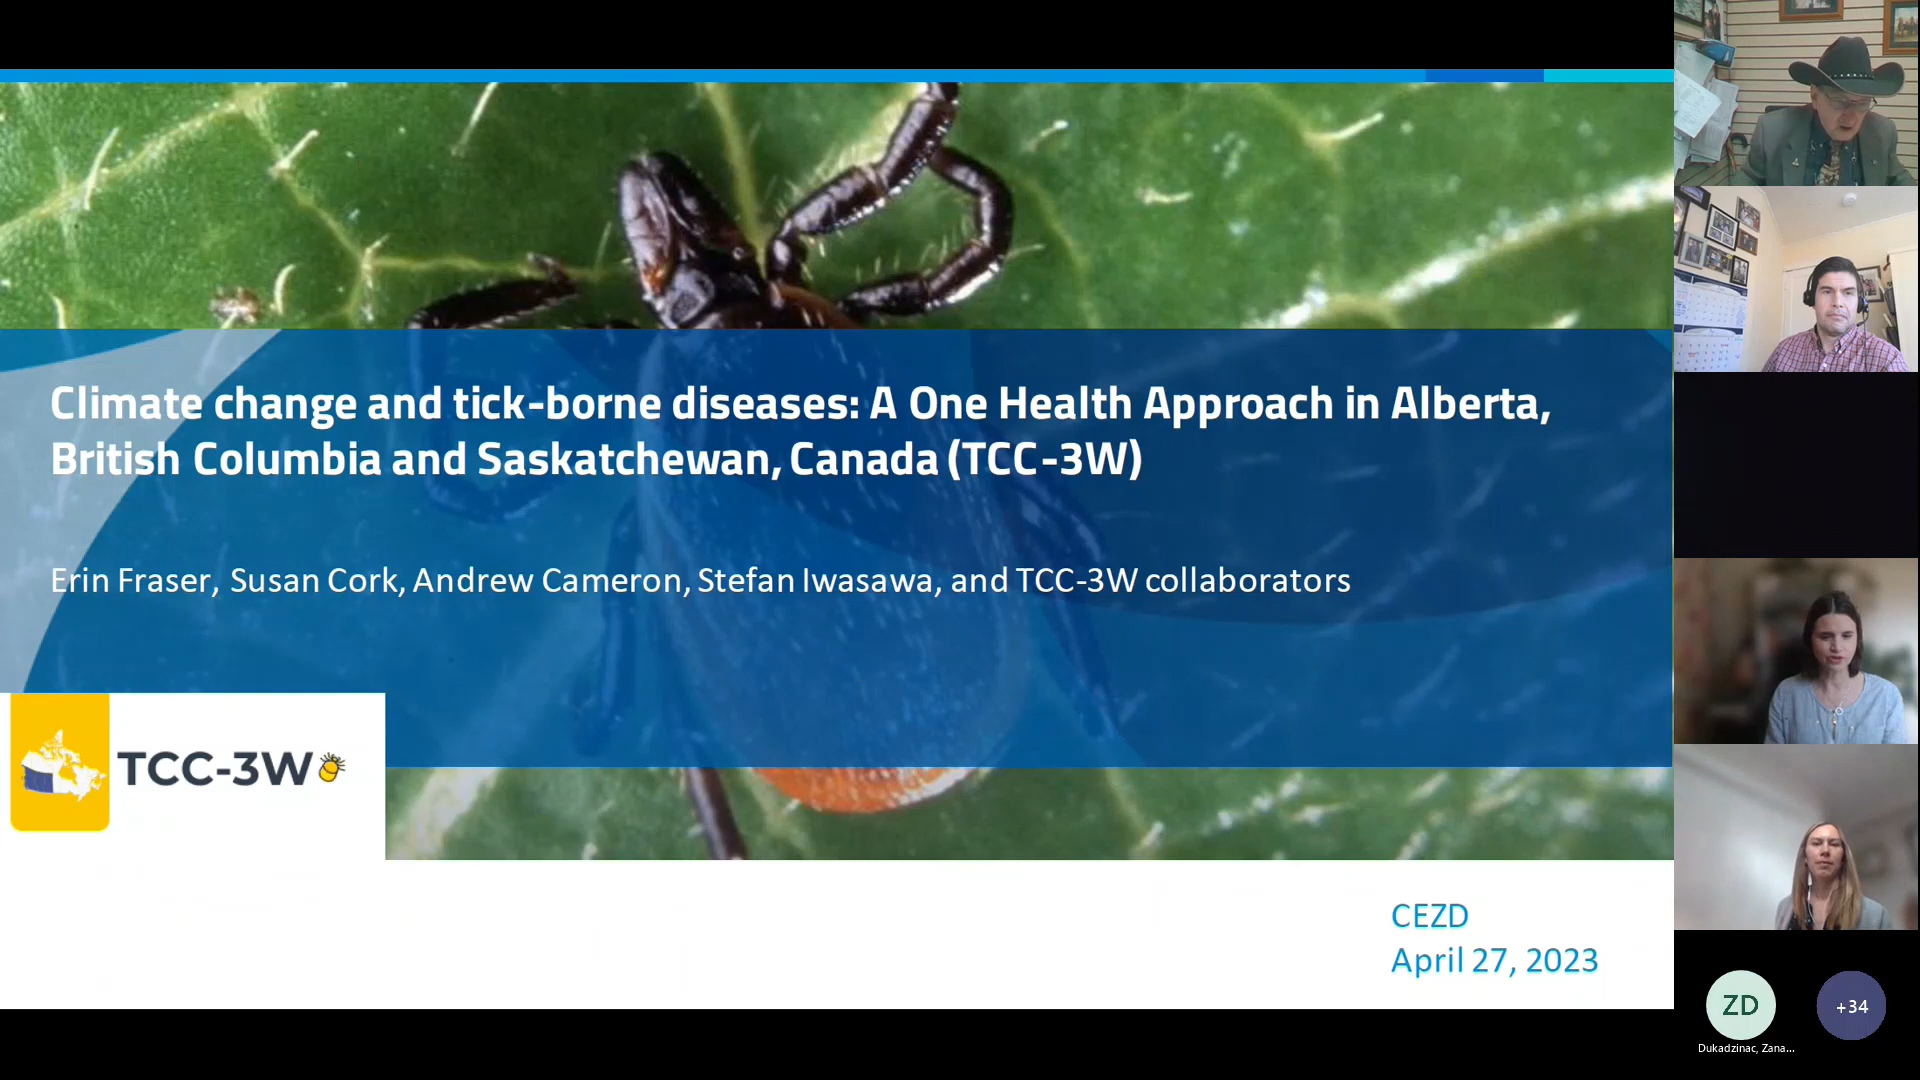 Climate change and tick-borne diseases: A One Health Approach in Alberta,
British Columbia and Saskatchewan, Canada (TCC-3W)
Erin Fraser, Susan Cork, Andrew Cameron, Stefan Iwasawa, and TCC-3W collaborators
TCC-3W
CEZD
April 27, 2023
ZD
+34
Dukadzinac, Zana...